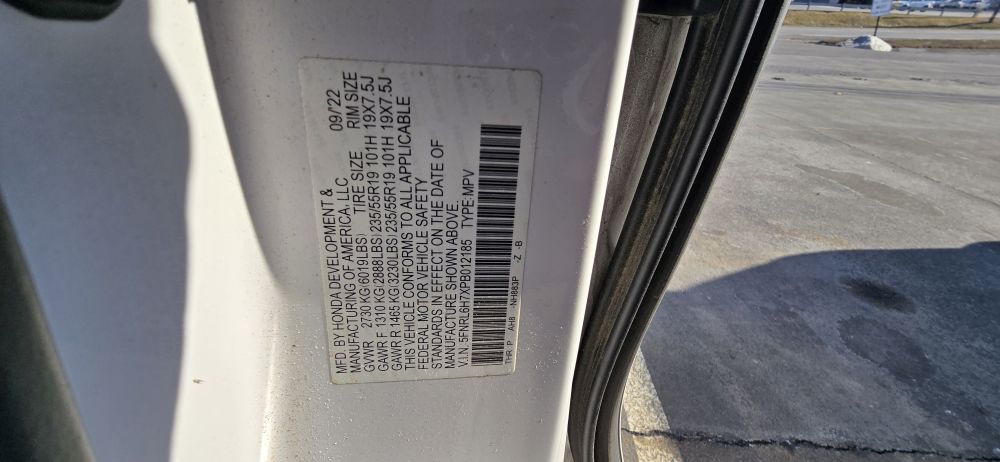 MFD. BY HONDA DEVELOPMENT &
MANUFACTURING OF AMERICA, LLC 09/'22
GVWR 2730 KG(6019LBS) TIRE SIZE RIM SIZE
GAWR F 1310 KG(2888LBS) 235/55R19 101H 19X7.5J
GAWR R 1465 KG(3230LBS) 235/55R19 101H 19X7.5J
THIS VEHICLE CONFORMS TO ALL APPLICABLE
FEDERAL MOTOR VEHICLE SAFETY
STANDARDS IN EFFECT ON THE DATE OF
MANUFACTURE SHOWN ABOVE.
V.I.N. 5FNRL6H7XPB012185 TYPE:MPV
THR P AH8 -NH883P -Z -B